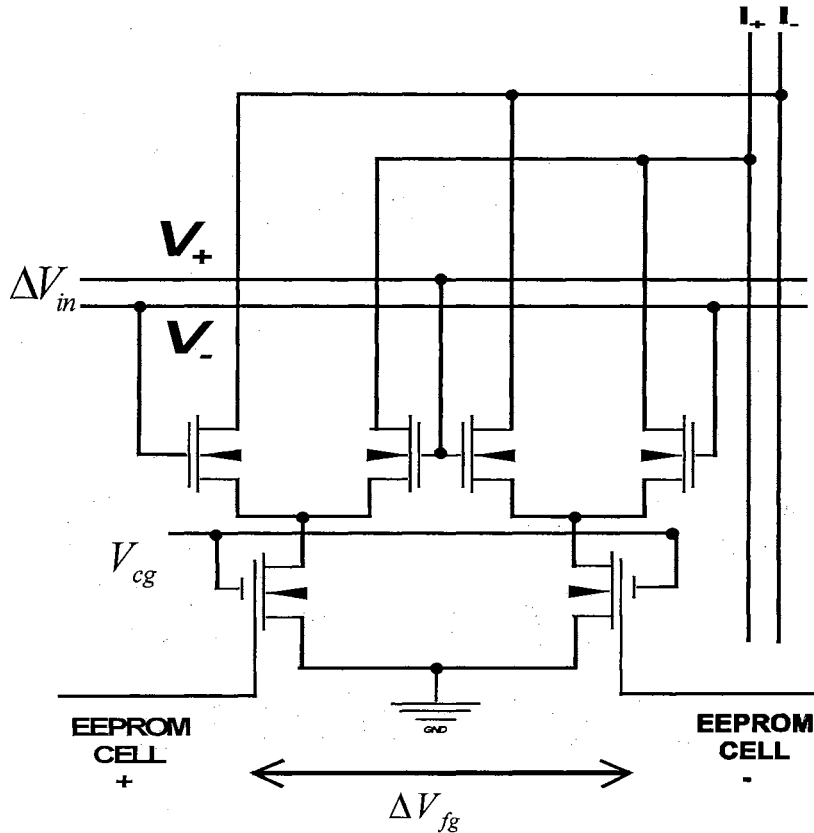 I+ I-
V+
ΔVin
V-
Vcg
GND
EEPROM
CELL
+
EEPROM
CELL
-
ΔVfg